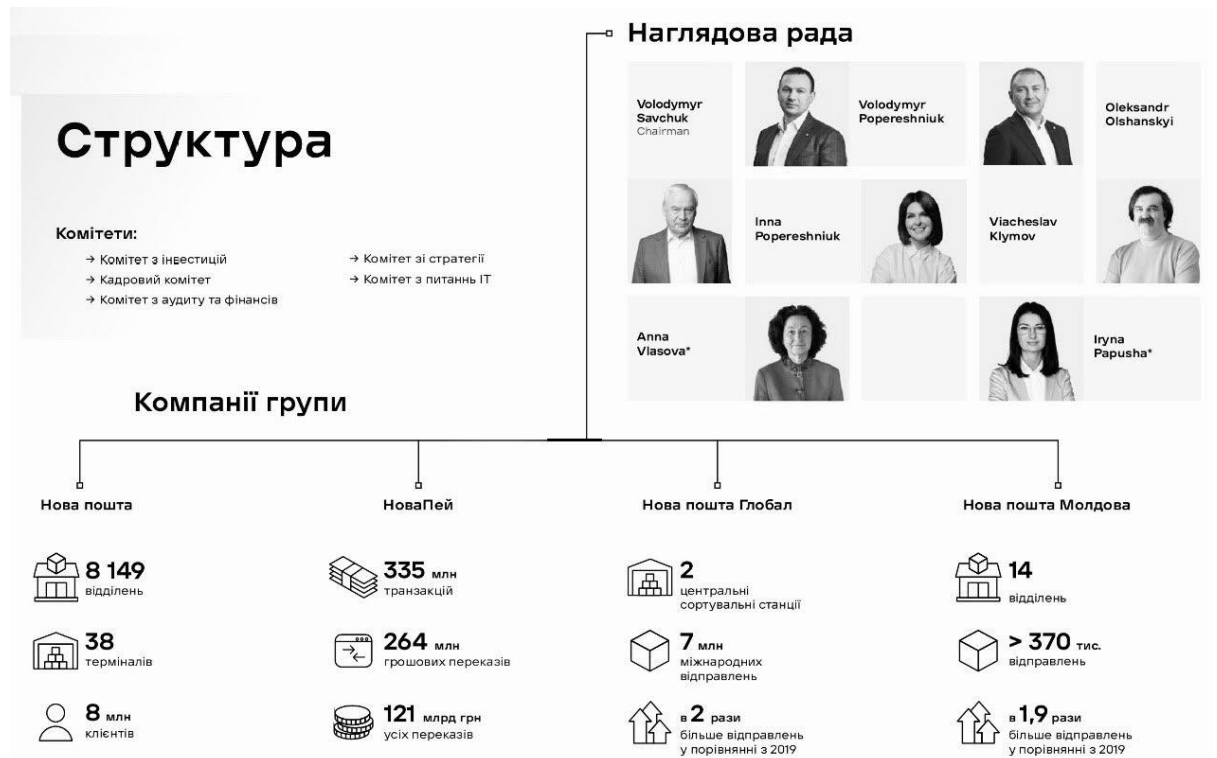 Наглядова рада
Volodymyr
Savchuk
Chairman
Volodymyr
Popereshniuk
Oleksandr
Olshanskyi
Inna
Popereshniuk
Viacheslav
Klymov
Anna
Vlasova*
Iryna
Papusha*
Структура
Комітети:
→ Комітет з інвестицій
→ Кадровий комітет
→ Комітет з аудиту та фінансів
→ Комітет зі стратегії
→ Комітет з питаннь ІТ
Компанії групи
Нова пошта
8 149
відділень
38
терміналів
8 млн
клієнтів
НоваПей
335 млн
транзакцій
264 млн
грошових переказів
121 млрд грн
усіх переказів
Нова пошта Глобал
2
центральні
сортувальні станції
7 млн
міжнародних
відправлень
в 2 рази
більше відправлень
у порівнянні з 2019
Нова пошта Молдова
14
відділень
> 370 тис.
відправлень
в 1,9 рази
більше відправлень
у порівнянні з 2019